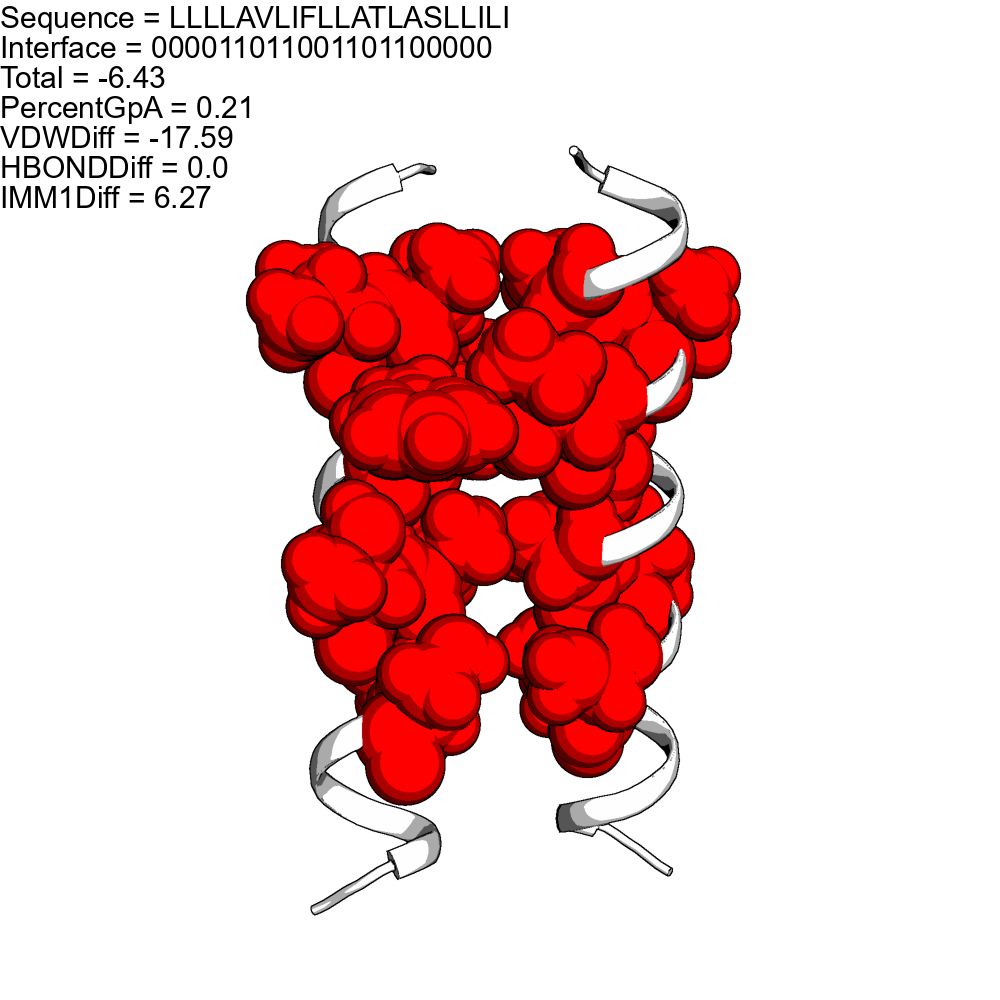 Sequence = LLLLAVLIFLLATLASLLILI
Interface = 000011011001101100000
Total = -6.43
PercentGpA = 0.21
VDWDiff = -17.59
HBONDDiff = 0.0
IMM1Diff = 6.27